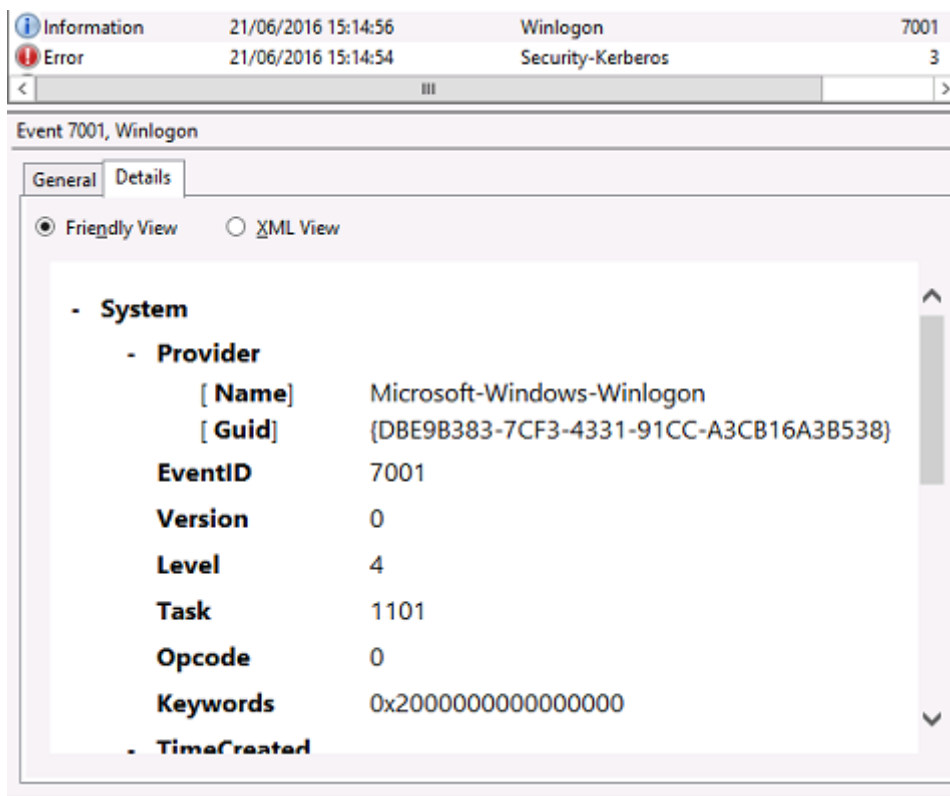 Information 21/06/2016 15:14:56 Winlogon 7001
Error 21/06/2016 15:14:54 Security-Kerberos 3
Event 7001, Winlogon
General Details
Friendly View XML View
- System
- Provider
[ Name] Microsoft-Windows-Winlogon
[ Guid] {DBE9B383-7CF3-4331-91CC-A3CB16A3B538}
EventID 7001
Version 0
Level 4
Task 1101
Opcode 0
Keywords 0x2000000000000000
- TimeCreated